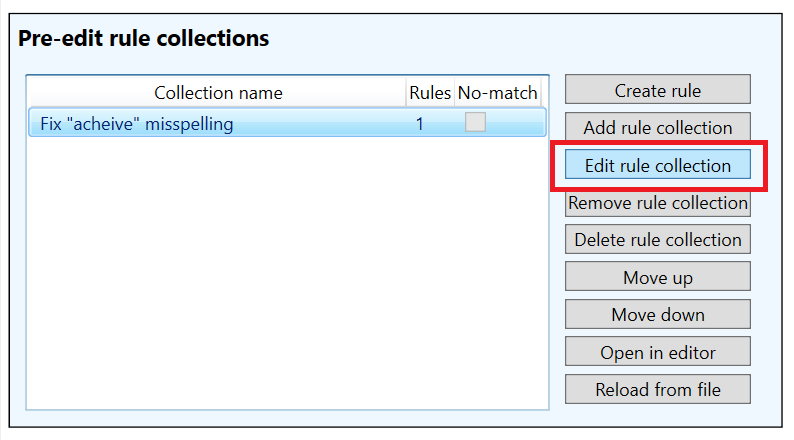 Pre-edit rule collections
Collection name Rules No-match
Fix "acheive" misspelling 1
Create rule
Add rule collection
Edit rule collection
Remove rule collection
Delete rule collection
Move up
Move down
Open in editor
Reload from file